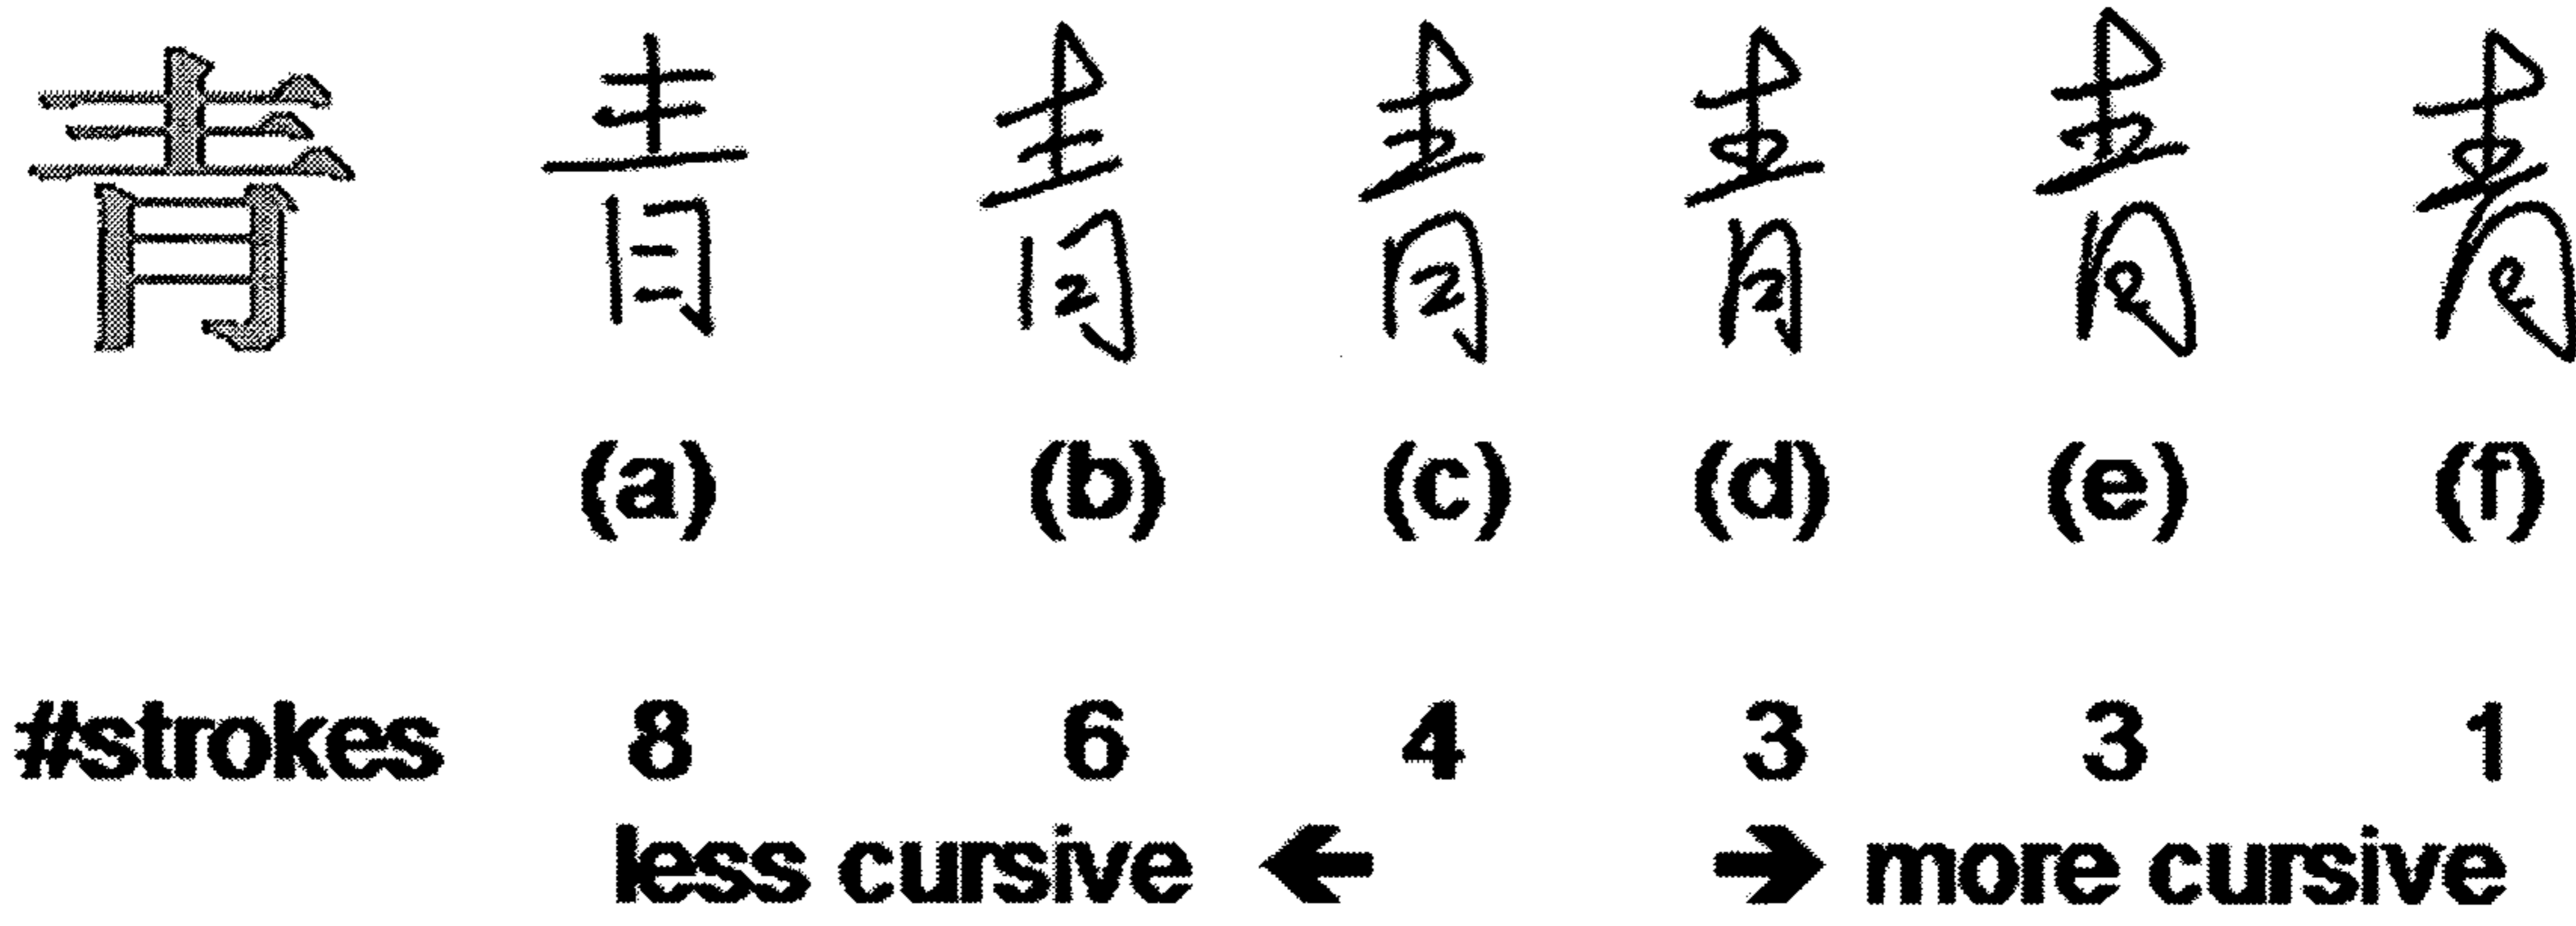 青 青 青 青 青 青 青
(a) (b) (c) (d) (e) (f)
#strokes 8 6 4 3 3 1
less cursive ← → more cursive